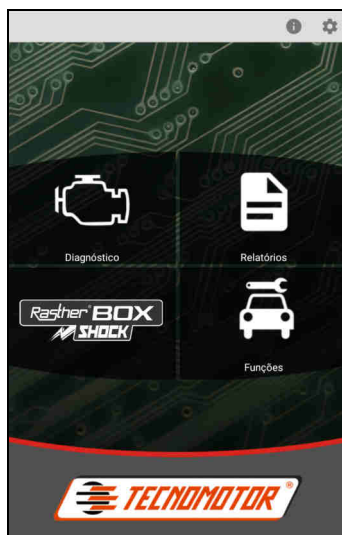 Diagnóstico
Relatórios
Rasther BOX
SHOCK
Funções
TECNOMOTOR®